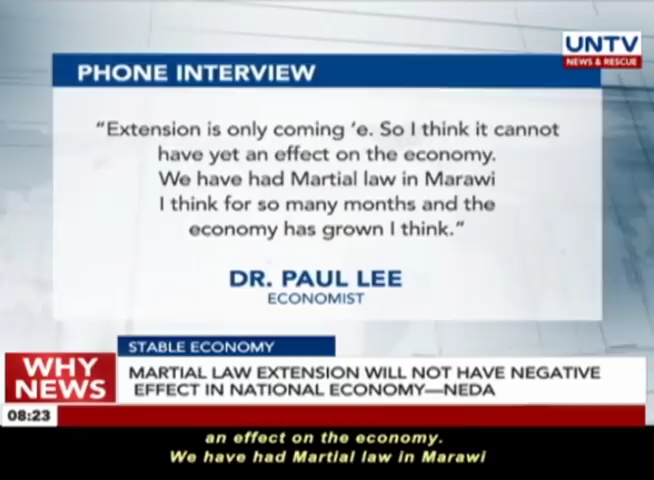 UNTV
NEWS & RESCUE
PHONE INTERVIEW
“Extension is only coming ‘e. So I think it cannot
have yet an effect on the economy.
We have had Martial law in Marawi
I think for so many months and the
economy has grown I think.”
DR. PAUL LEE
ECONOMIST
STABLE ECONOMY
WHY
NEWS
MARTIAL LAW EXTENSION WILL NOT HAVE NEGATIVE
EFFECT IN NATIONAL ECONOMY—NEDA
08:23
an effect on the economy.
We have had Martial law in Marawi